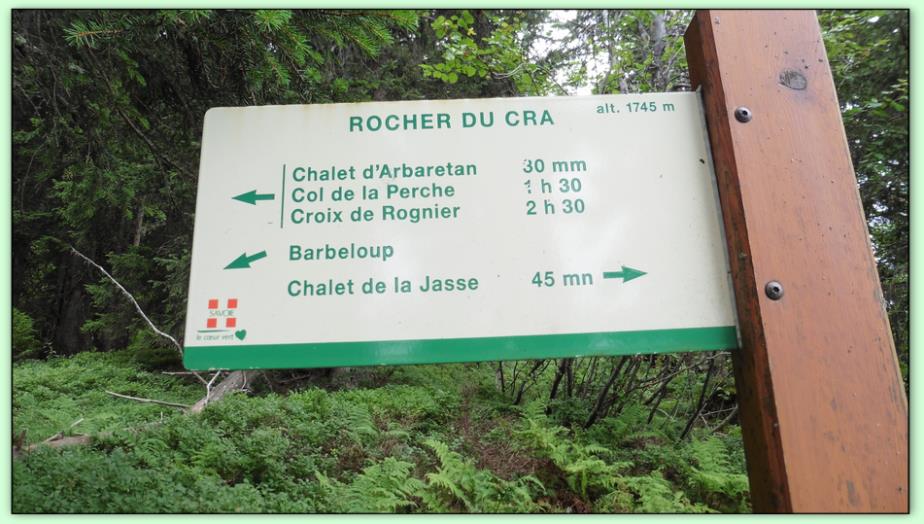 ROCHER DU CRA
alt. 1745 m
Chalet d'Arbaretan 30 mm
Col de la Perche 1 h 30
Croix de Rognier 2 h 30
Barbeloup
Chalet de la Jasse 45 mn
SAVOIE
le cœur vert